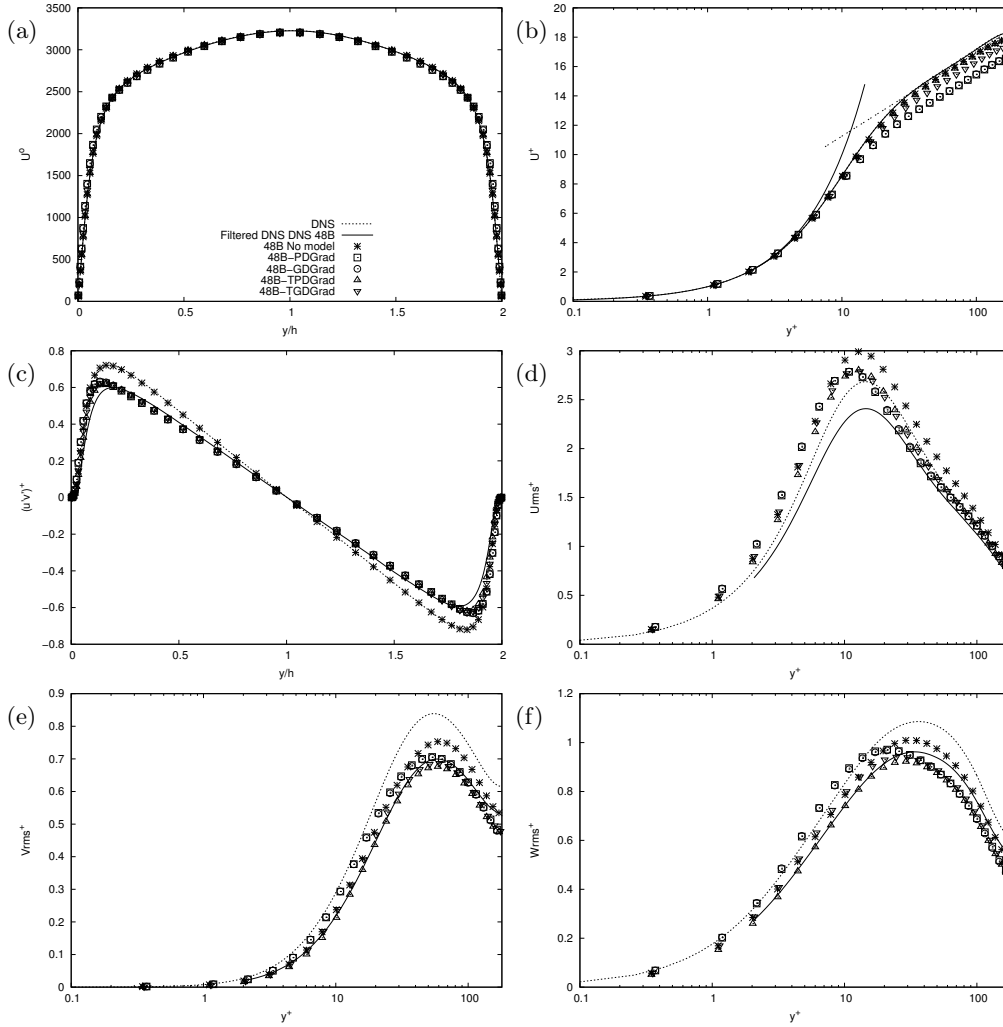 (a)
3500
3000
2500
2000
1500
1000
500
0
U°
DNS
Filtered DNS DNS 48B
48B No model
48B-PDGrad
48B-GDGrad
48B-TPDGrad
48B-TGDGrad
0 0.5 1 1.5 2
y/h
(b)
20
18
16
14
12
10
8
6
4
2
0
U+
0.1 1 10 100
y+
(c)
0.8
0.6
0.4
0.2
0
-0.2
-0.4
-0.6
-0.8
(u'v')+
0.5 1 1.5 2
y/h
(d)
3
2.5
2
1.5
1
0.5
0
Urms+
0.1 1 10 100
y+
(e)
0.9
0.8
0.7
0.6
0.5
0.4
0.3
0.2
0.1
0
Vrms+
0.1 1 10 100
y+
(f)
1.2
1
0.8
0.6
0.4
0.2
0
Wrms+
0.1 1 10 100
y+